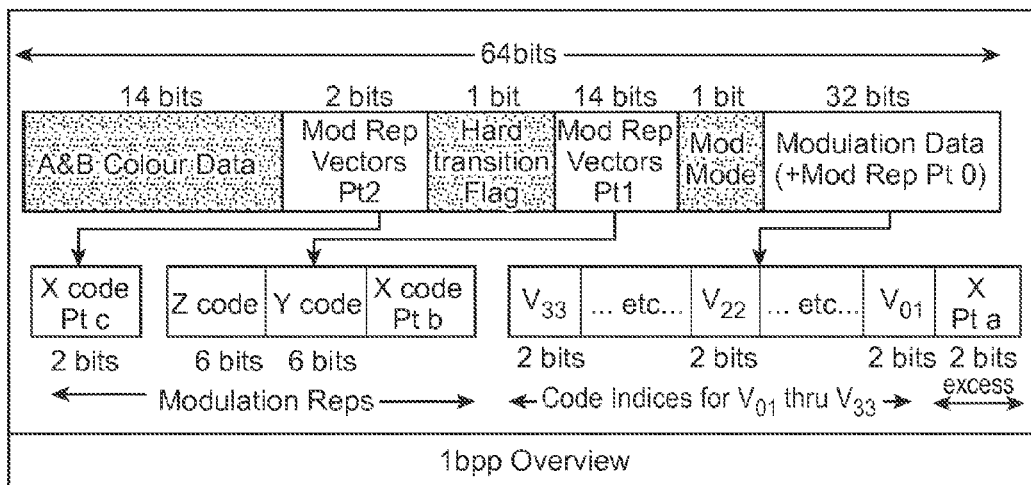 64bits
14 bits 2 bits 1 bit 14 bits 1 bit 32 bits
A&B Colour Data
Mod Rep
Vectors
Pt2
Hard
transition
Flag
Mod Rep
Vectors
Pt1
Mod
Mode
Modulation Data
(+Mod Rep Pt 0)
X code
Pt c
Z code
Y code
X code
Pt b
V33
... etc...
V22
... etc...
V01
X
Pt a
2 bits 6 bits 6 bits 2 bits 2 bits 2 bits 2 bits
Modulation Reps
Code indices for V01 thru V33
excess
1bpp Overview